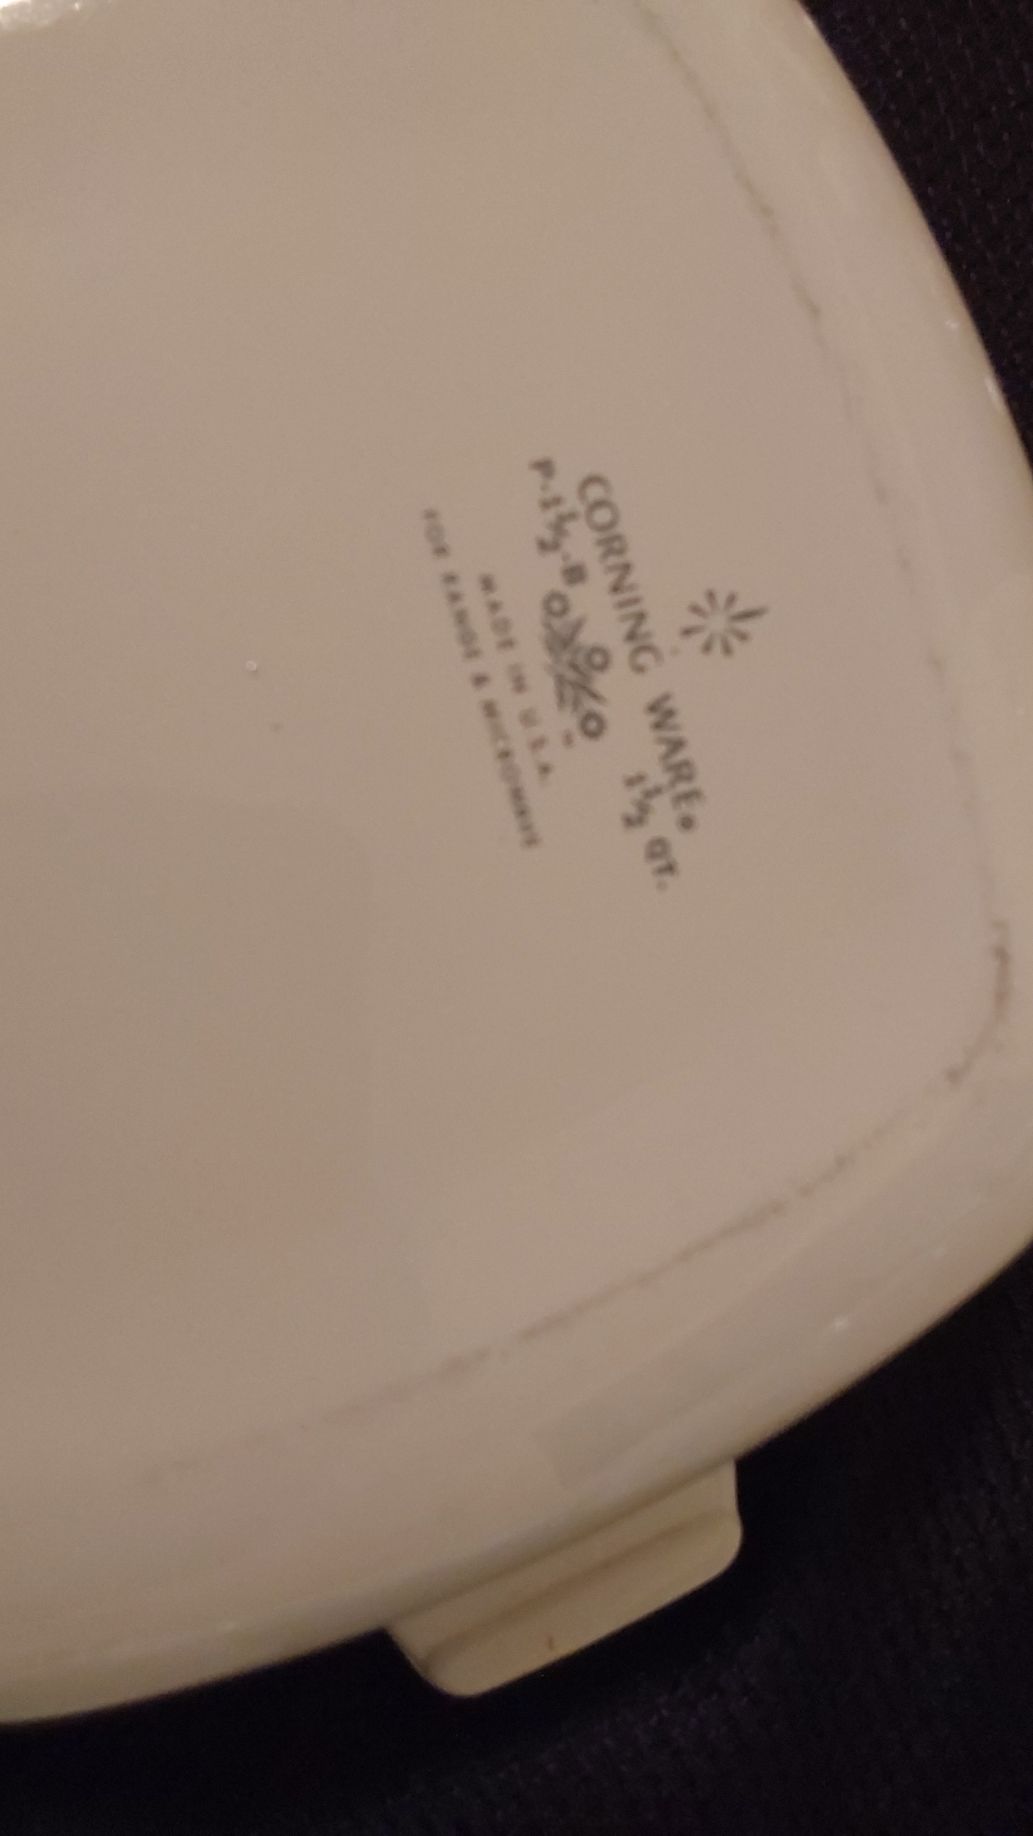 CORNING WARE®
P-1½-B 1½ QT.
MADE IN U.S.A.
FOR RANGE & MICROWAVE